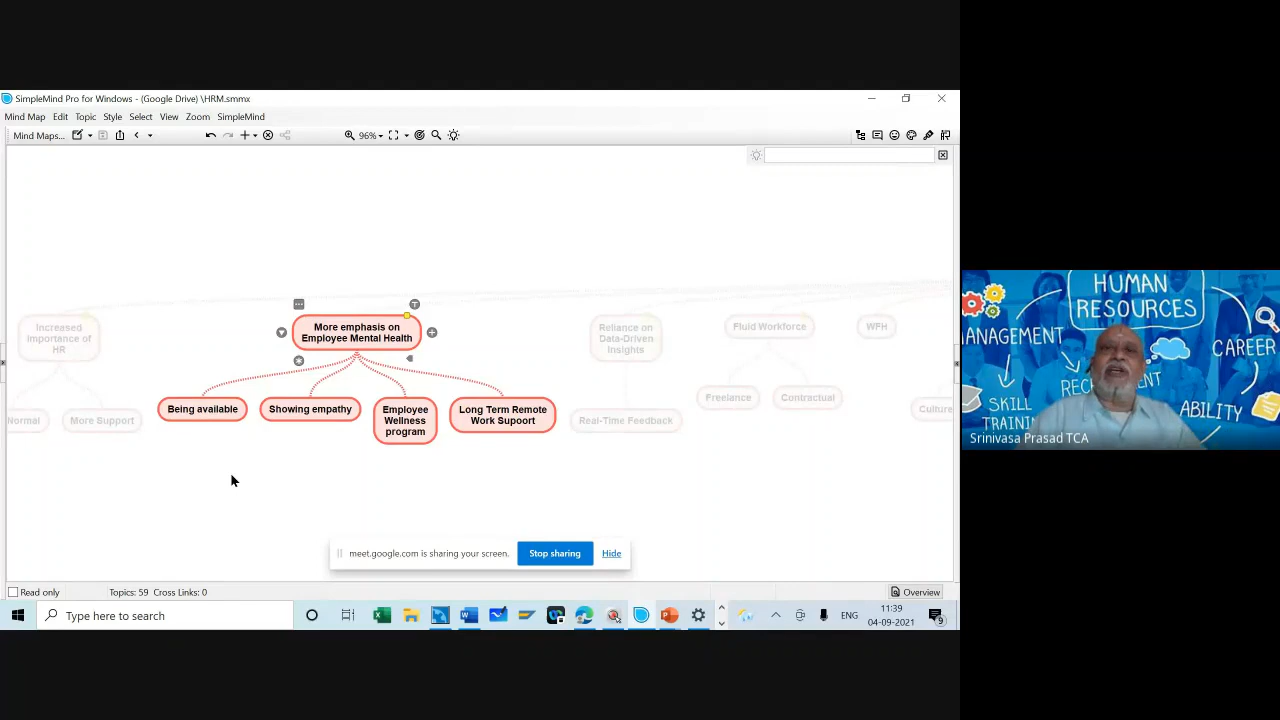 SimpleMind Pro for Windows - (Google Drive) \HRM.smmx
Mind Map Edit Topic Style Select View Zoom SimpleMind
Mind Maps... 96%
More emphasis on
Employee Mental Health
Increased
importance of
HR
Reliance on
Data-Driven
Insights
Fluid Workforce
WFH
Being available
Showing empathy
Employee
Wellness
program
Long Term Remote
Work Supoort
Normal
More Support
Real-Time Feedback
Freelance
Contractual
Culture
meet.google.com is sharing your screen.
Stop sharing
Hide
Read only
Topics: 59 Cross Links: 0
Overview
Type here to search
ENG
11:39
04-09-2021
9
HUMAN
RESOURCES
MANAGEMENT
CAREER
SKILL
TRAININ
ABILITY
Srinivasa Prasad TCA